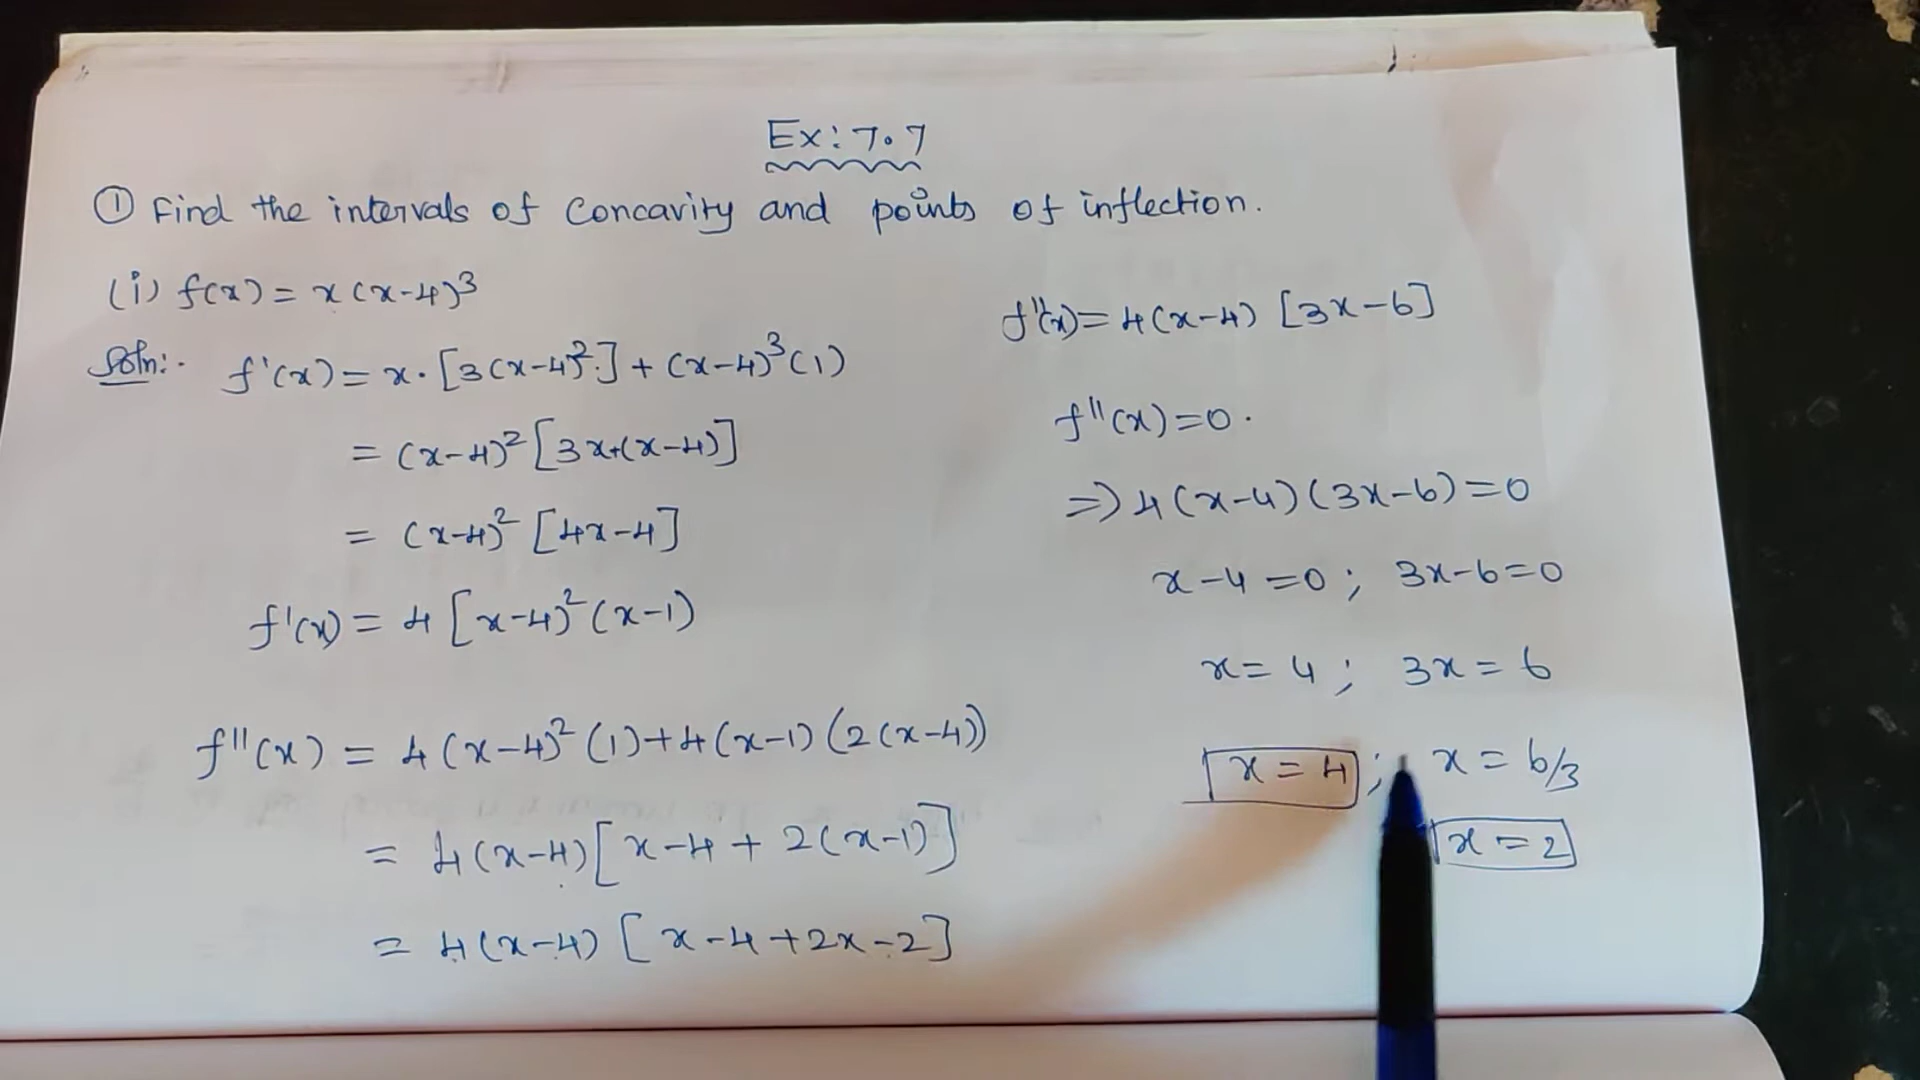 Ex: 7.7
① Find the intervals of Concavity and points of inflection.
(i) f(x) = x(x-4)³
Soln:- f'(x) = x·[3(x-4)².] + (x-4)³(1)
= (x-4)² [3x+(x-4)]
= (x-4)² [4x-4]
f'(x) = 4 [x-4)² (x-1)
f''(x) = 4(x-4)² (1)+4(x-1)(2(x-4))
= 4(x-4)[x-4 + 2(x-1)]
= 4(x-4) [x-4+2x-2]
f''(x) = 4(x-4) [3x-6]
f''(x)=0.
=> 4(x-4)(3x-6)=0
x-4=0; 3x-6=0
x=4; 3x=6
x=4; x=6/3
x=2